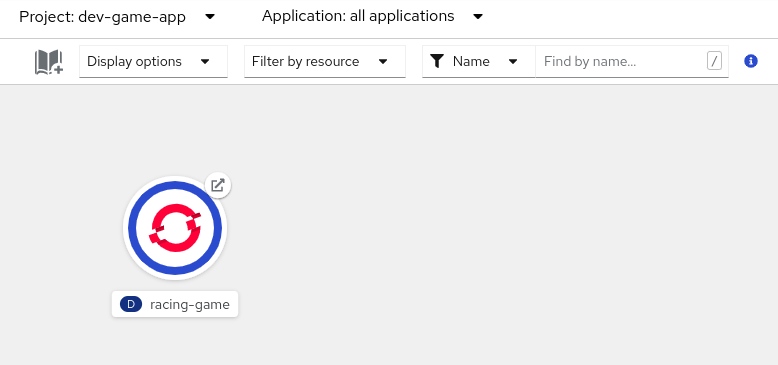 Project: dev-game-app Application: all applications
Display options Filter by resource Name Find by name... /
D racing-game